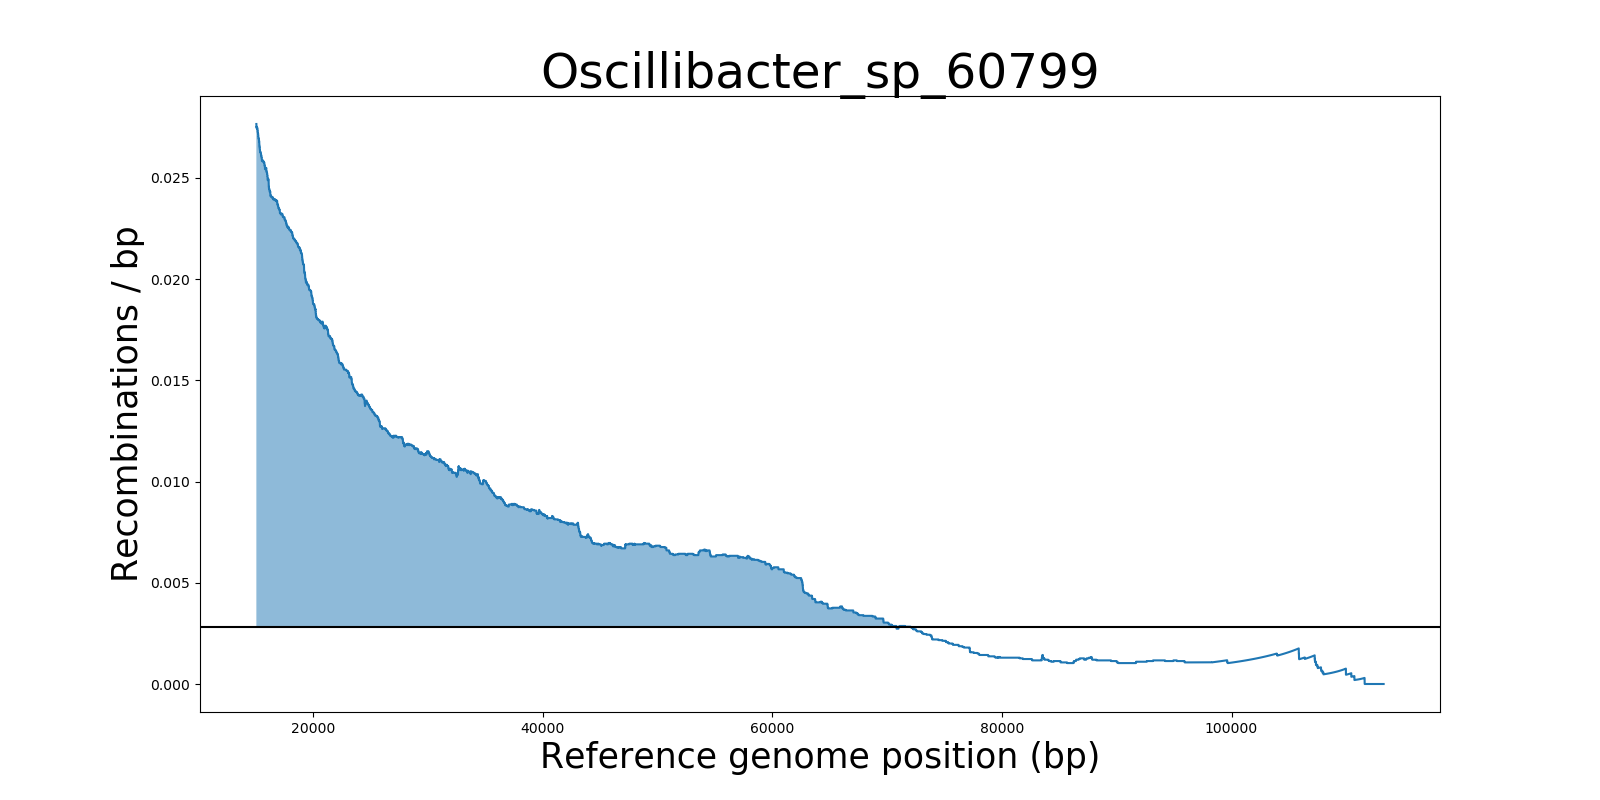 Oscillibacter_sp_60799
Recombinations / bp
0.025
0.020
0.015
0.010
0.005
0.000
20000 40000 60000 80000 100000
Reference genome position (bp)